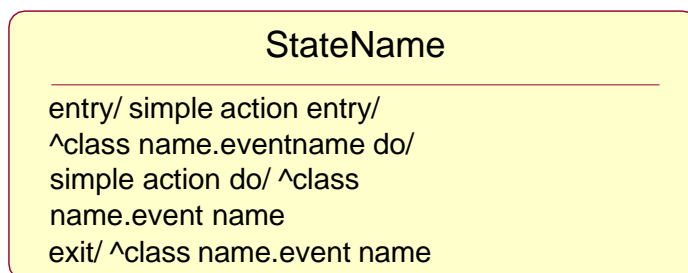 StateName
entry/ simple action entry/
^class name.eventname do/
simple action do/ ^class
name.event name
exit/ ^class name.event name